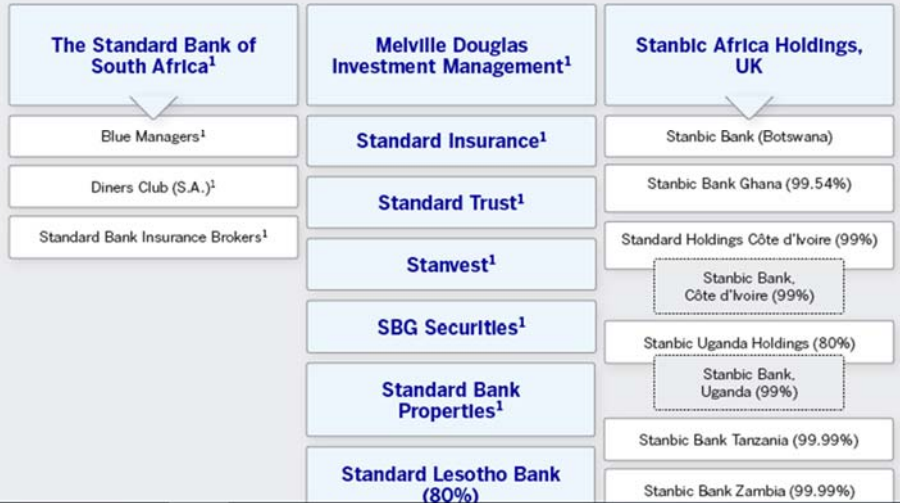 The Standard Bank of
South Africa¹
Blue Managers¹
Diners Club (S.A.)¹
Standard Bank Insurance Brokers¹
Melville Douglas
Investment Management¹
Standard Insurance¹
Standard Trust¹
Stanvest¹
SBG Securities¹
Standard Bank
Properties¹
Standard Lesotho Bank
(80%)
Stanbic Africa Holdings,
UK
Stanbic Bank (Botswana)
Stanbic Bank Ghana (99.54%)
Standard Holdings Côte d'Ivoire (99%)
Stanbic Bank,
Côte d'Ivoire (99%)
Stanbic Uganda Holdings (80%)
Stanbic Bank,
Uganda (99%)
Stanbic Bank Tanzania (99.99%)
Stanbic Bank Zambia (99.99%)